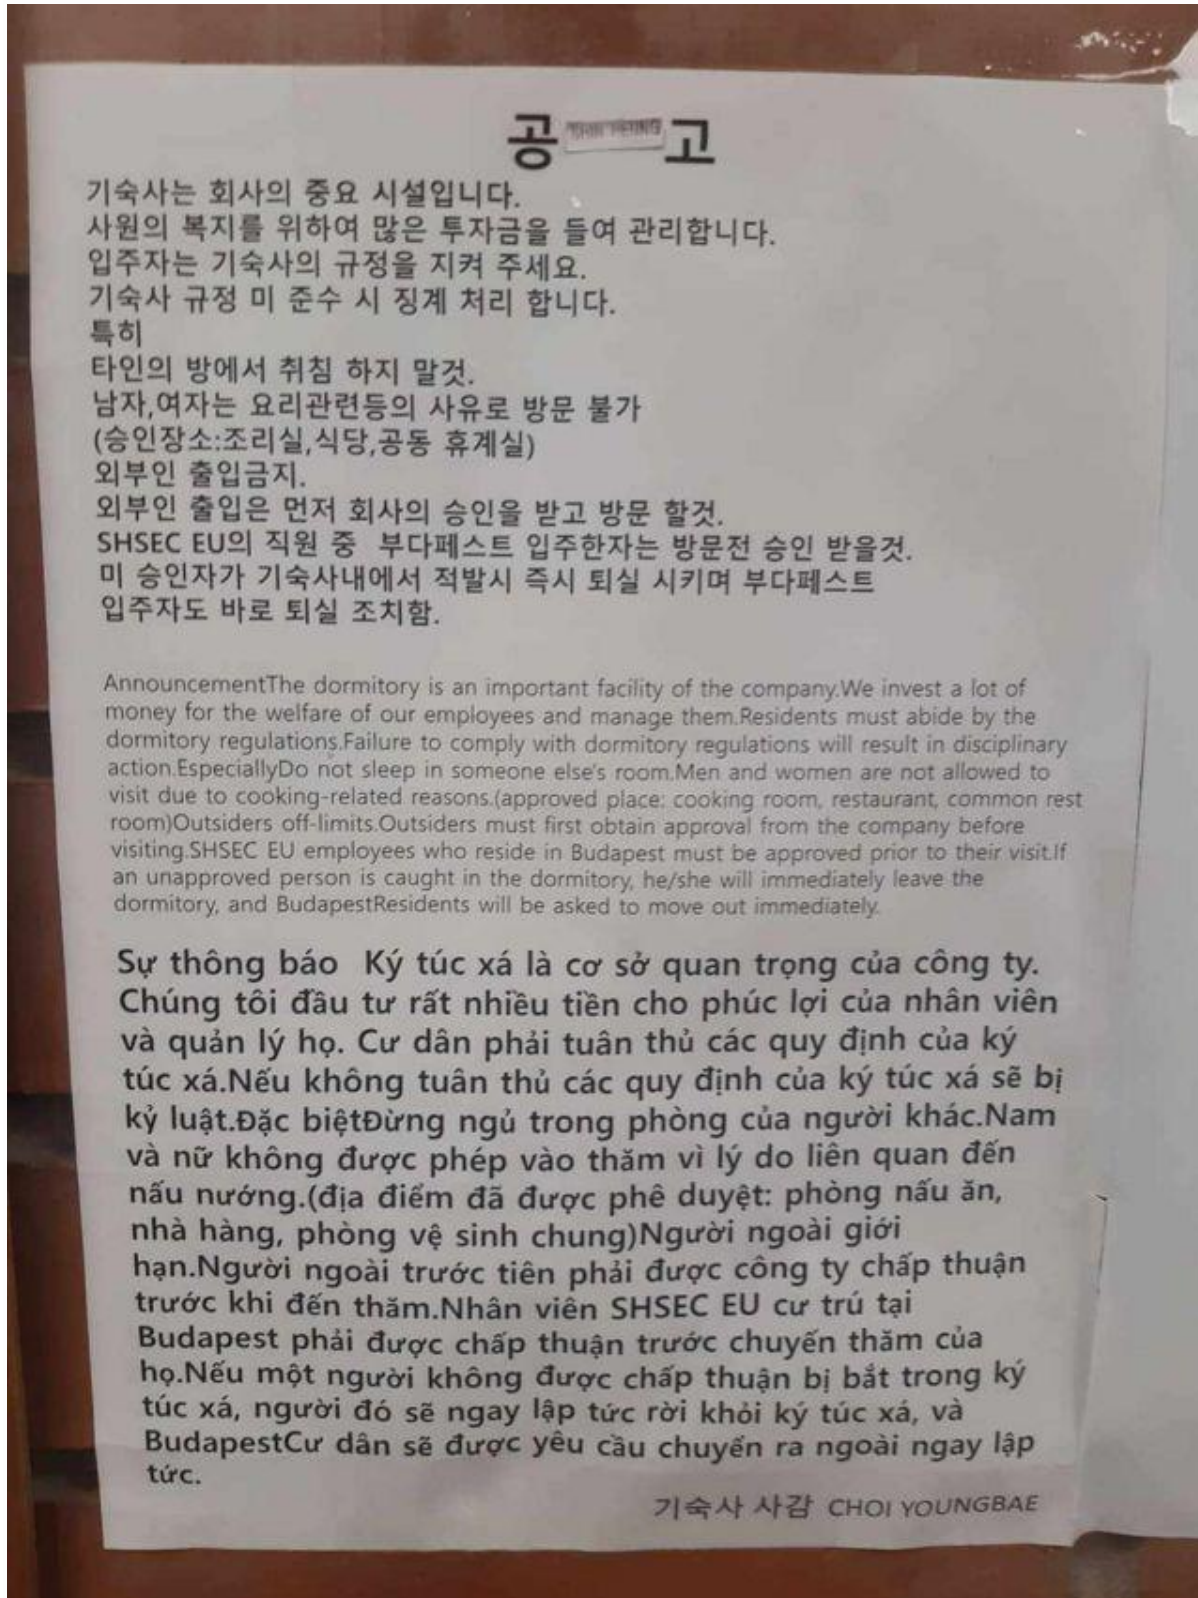 공 SHIN HEUNG 고
기숙사는 회사의 중요 시설입니다.
사원의 복지를 위하여 많은 투자금을 들여 관리합니다.
입주자는 기숙사의 규정을 지켜 주세요.
기숙사 규정 미 준수 시 징계 처리 합니다.
특히
타인의 방에서 취침 하지 말것.
남자,여자는 요리관련등의 사유로 방문 불가
(승인장소:조리실,식당,공동 휴계실)
외부인 출입금지.
외부인 출입은 먼저 회사의 승인을 받고 방문 할것.
SHSEC EU의 직원 중 부다페스트 입주한자는 방문전 승인 받을것.
미 승인자가 기숙사내에서 적발시 즉시 퇴실 시키며 부다페스트
입주자도 바로 퇴실 조치함.
AnnouncementThe dormitory is an important facility of the company.We invest a lot of
money for the welfare of our employees and manage them.Residents must abide by the
dormitory regulations.Failure to comply with dormitory regulations will result in disciplinary
action.EspeciallyDo not sleep in someone else's room.Men and women are not allowed to
visit due to cooking-related reasons.(approved place: cooking room, restaurant, common rest
room)Outsiders off-limits.Outsiders must first obtain approval from the company before
visiting.SHSEC EU employees who reside in Budapest must be approved prior to their visit.If
an unapproved person is caught in the dormitory, he/she will immediately leave the
dormitory, and BudapestResidents will be asked to move out immediately.
Sự thông báo Ký túc xá là cơ sở quan trọng của công ty.
Chúng tôi đầu tư rất nhiều tiền cho phúc lợi của nhân viên
và quản lý họ. Cư dân phải tuân thủ các quy định của ký
túc xá.Nếu không tuân thủ các quy định của ký túc xá sẽ bị
kỷ luật.Đặc biệtĐừng ngủ trong phòng của người khác.Nam
và nữ không được phép vào thăm vì lý do liên quan đến
nấu nướng.(địa điểm đã được phê duyệt: phòng nấu ăn,
nhà hàng, phòng vệ sinh chung)Người ngoài giới
hạn.Người ngoài trước tiên phải được công ty chấp thuận
trước khi đến thăm.Nhân viên SHSEC EU cư trú tại
Budapest phải được chấp thuận trước chuyến thăm của
họ.Nếu một người không được chấp thuận bị bắt trong ký
túc xá, người đó sẽ ngay lập tức rời khỏi ký túc xá, và
BudapestCư dân sẽ được yêu cầu chuyển ra ngoài ngay lập
tức.
기숙사 사감 CHOI YOUNGBAE